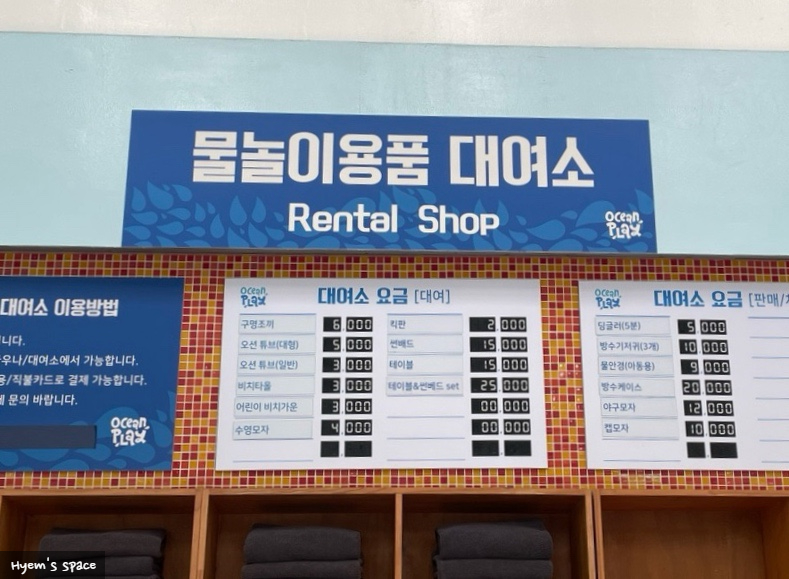 물놀이용품 대여소
Rental Shop
Ocean Play
대여소 이용방법
니다.
우나/대여소에서 가능합니다.
용/직불카드로 결제 가능합니다.
문의 바랍니다.
Ocean Play
Ocean Play
대여소 요금 [대여]
구명조끼 6,000
오션 튜브(대형) 5,000
오션 튜브(일반) 3,000
비치타올 3,000
어린이 비치가운 3,000
수영모자 4,000
킥판 2,000
썬배드 15,000
테이블 15,000
테이블&썬베드 set 25,000
00,000
00,000
Ocean Play
대여소 요금 [판매/
딩글러(5분) 5,000
방수기저귀(3개) 10,000
물안경(아동용) 9,000
방수케이스 20,000
야구모자 12,000
캡모자 10,000
Hyem's space